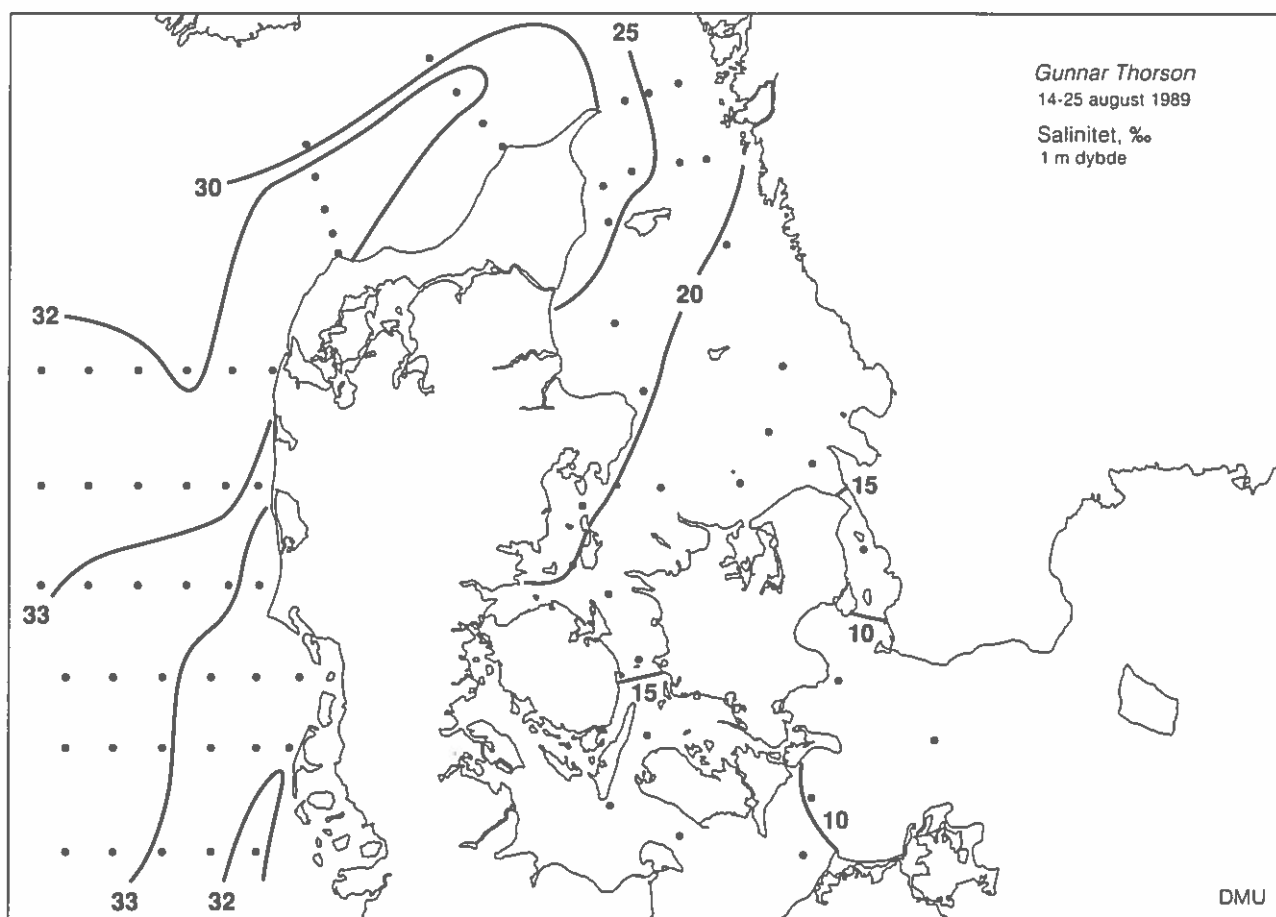 25
Gunnar Thorson
14-25 august 1989
Salinitet, ‰
1 m dybde
30
20
32
15
33
10
15
10
33
32
DMU